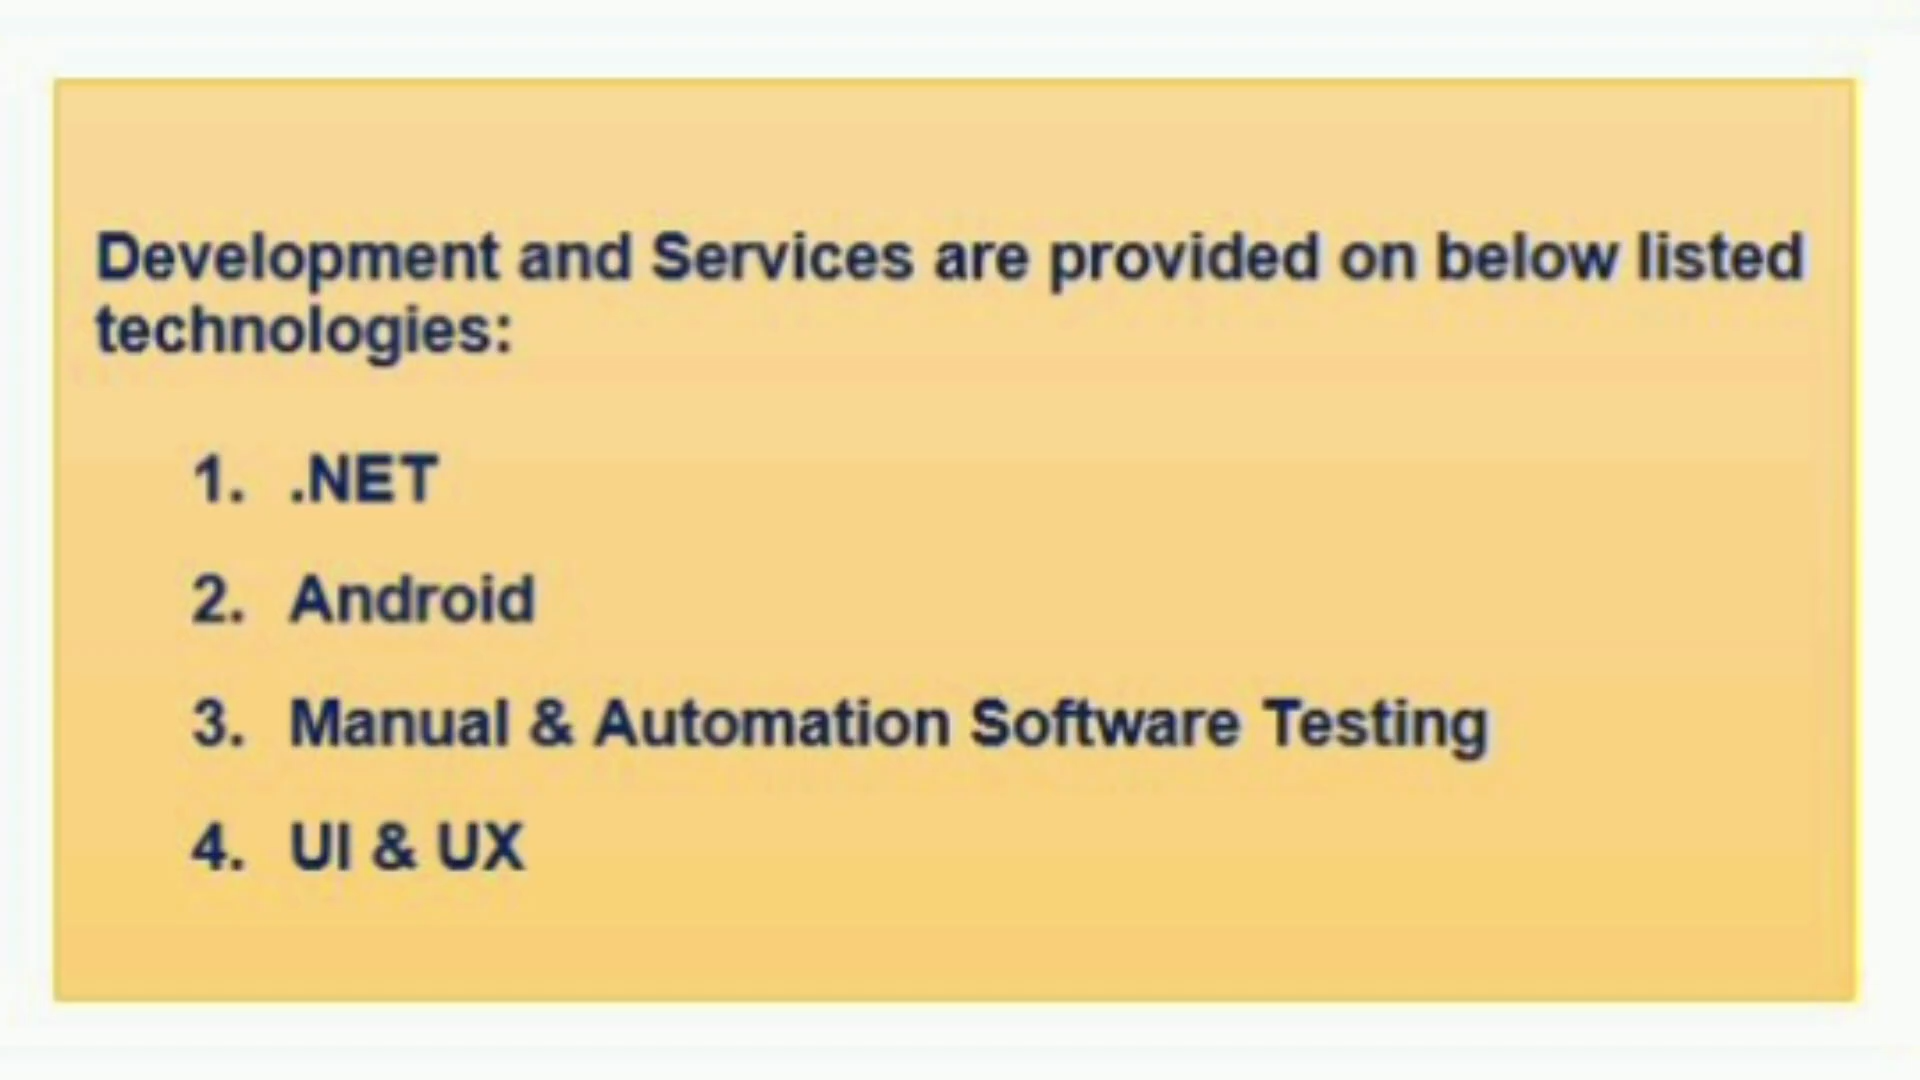 Development and Services are provided on below listed
technologies:
1. .NET
2. Android
3. Manual & Automation Software Testing
4. UI & UX